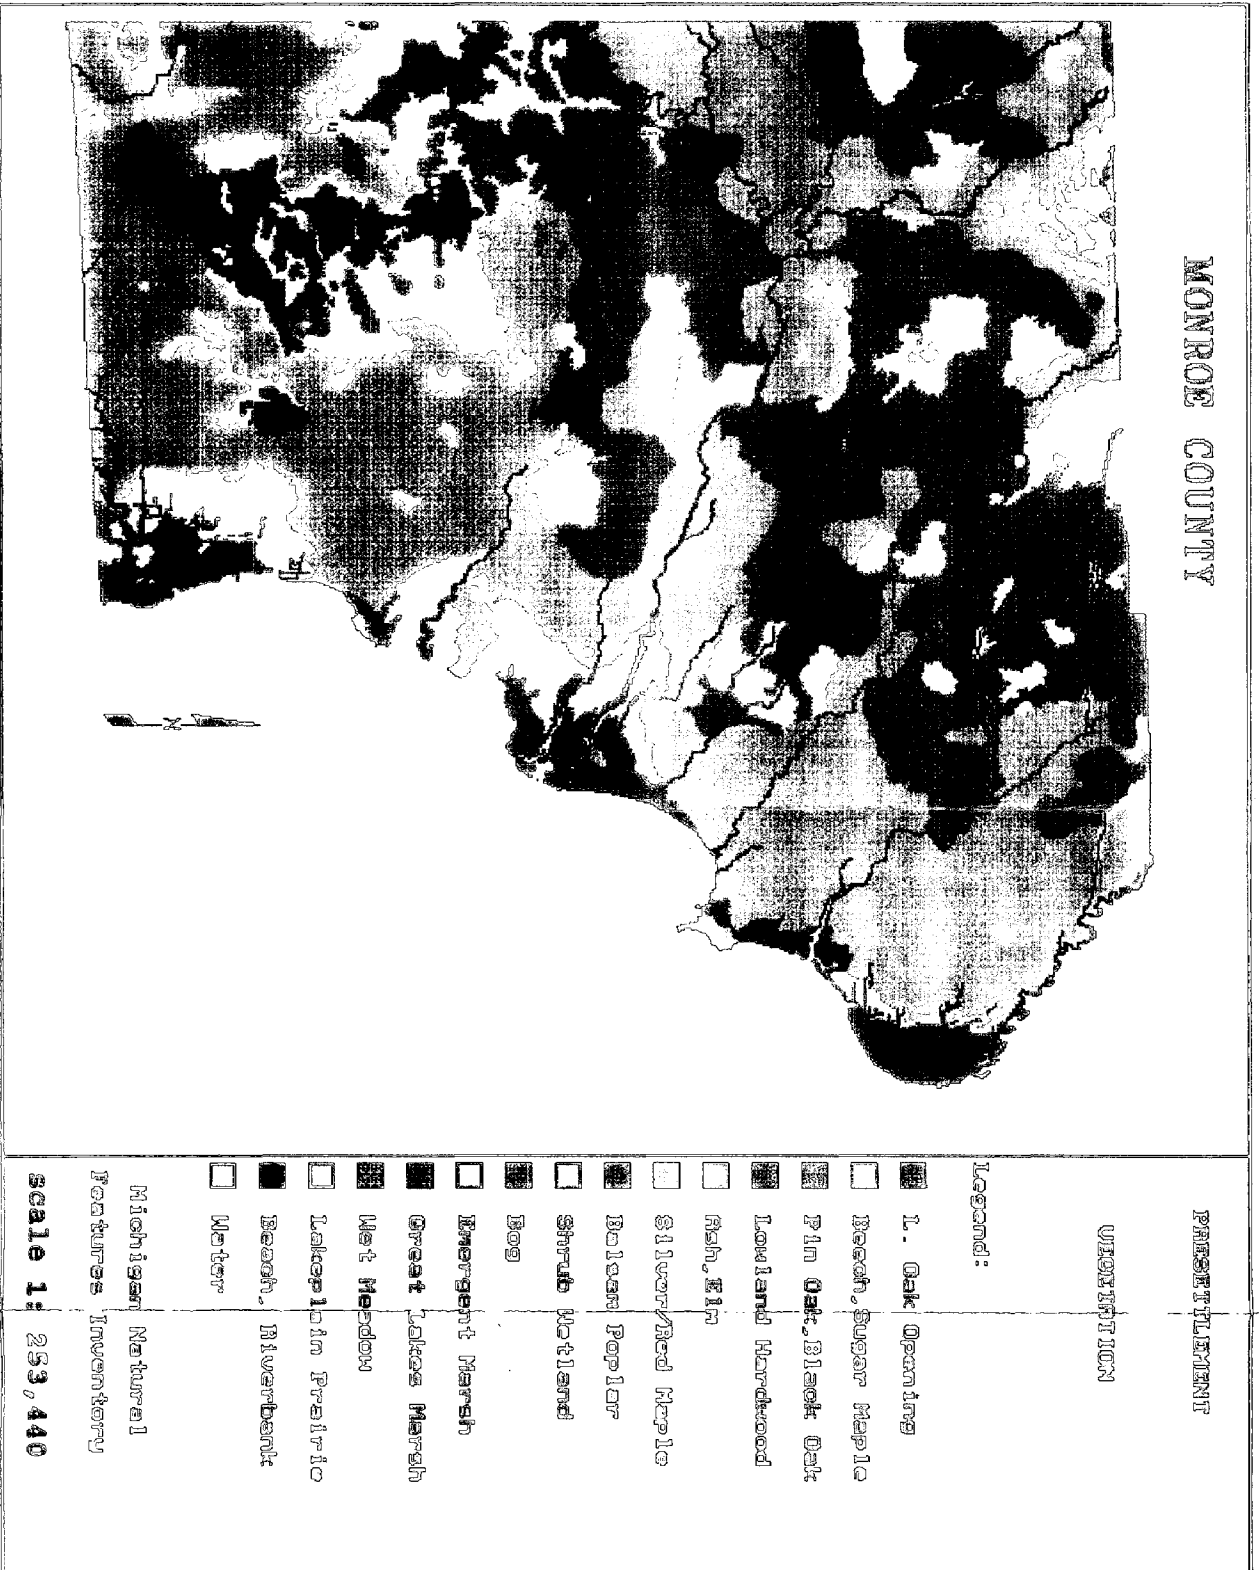 MONROE COUNTY
PRESETTLEMENT
VEGETATION
Legend:
L. Oak Opening
Beech, Sugar Maple
Pin Oak, Black Oak
Lowland Hardwood
Ash, Elm
Silver/Red Maple
Balsam Poplar
Shrub Wetland
Bog
Emergent Marsh
Great Lakes Marsh
Wet Meadow
Lakeplain Prairie
Beach, Riverbank
Water
Michigan Natural
Features Inventory
scale 1: 253,440
N